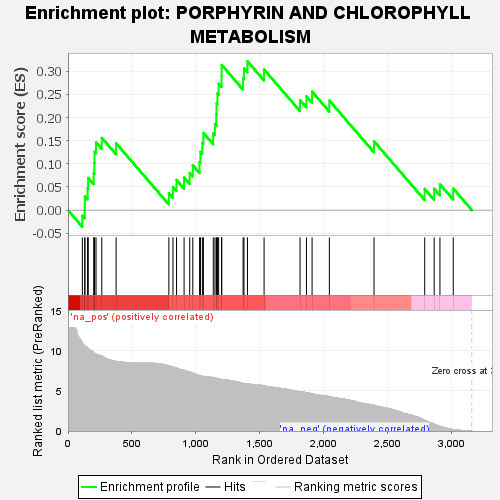 Enrichment plot: PORPHYRIN AND CHLOROPHYLL
METABOLISM
Enrichment score (ES)
0.30
0.25
0.20
0.15
0.10
0.05
0.00
-0.05
'na_pos' (positively correlated)
Ranked list metric (PreRanked)
15
10
5
0
Zero cross at 3
'na_neg' (negatively correlated)
0
500
1,000
1,500
2,000
2,500
3,000
Rank in Ordered Dataset
Enrichment profile
Hits
Ranking metric scores